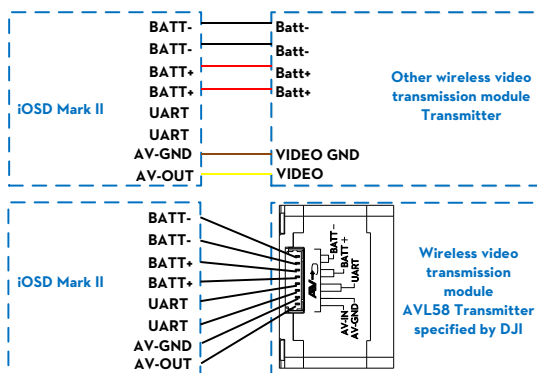 BATT-
BATT-
BATT+
BATT+
UART
UART
AV-GND
AV-OUT
iOSD Mark II
Batt-
Batt-
Batt+
Batt+
VIDEO GND
VIDEO
Other wireless video
transmission module
Transmitter
BATT-
BATT-
BATT+
BATT+
UART
UART
AV-GND
AV-OUT
iOSD Mark II
BATT-
BATT+
UART
AV-IN
AV-GND
Wireless video
transmission
module
AVL58 Transmitter
specified by DJI